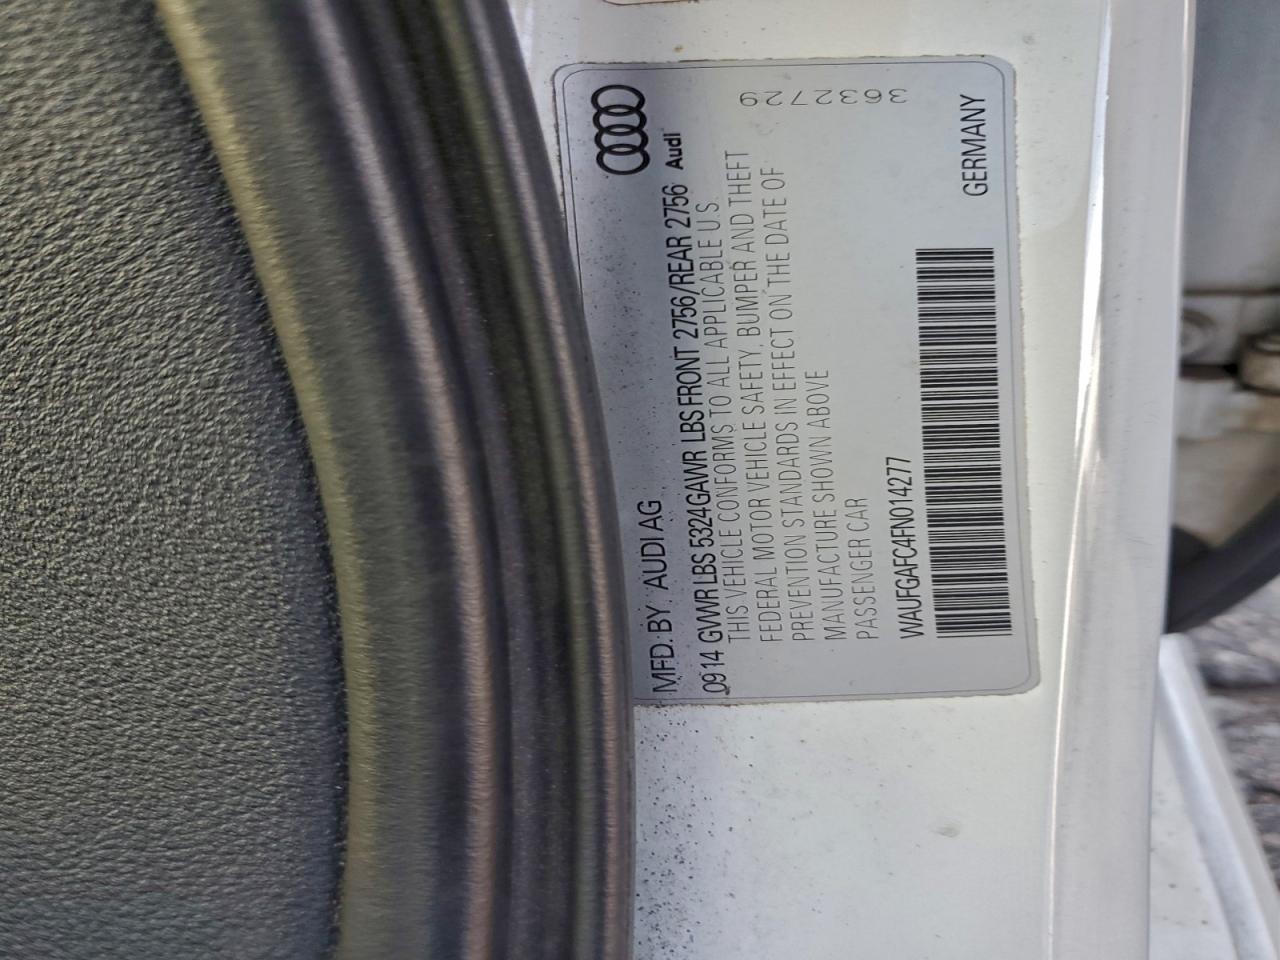 MFD. BY AUDI AG
0914 GVWR LBS 5324GAWR LBS FRONT 2756/REAR 2756
Audi
THIS VEHICLE CONFORMS TO ALL APPLICABLE U.S.
FEDERAL MOTOR VEHICLE SAFETY, BUMPER AND THEFT
PREVENTION STANDARDS IN EFFECT ON THE DATE OF
MANUFACTURE SHOWN ABOVE
PASSENGER CAR
WAUFGAFC4FN014277
GERMANY
3632729